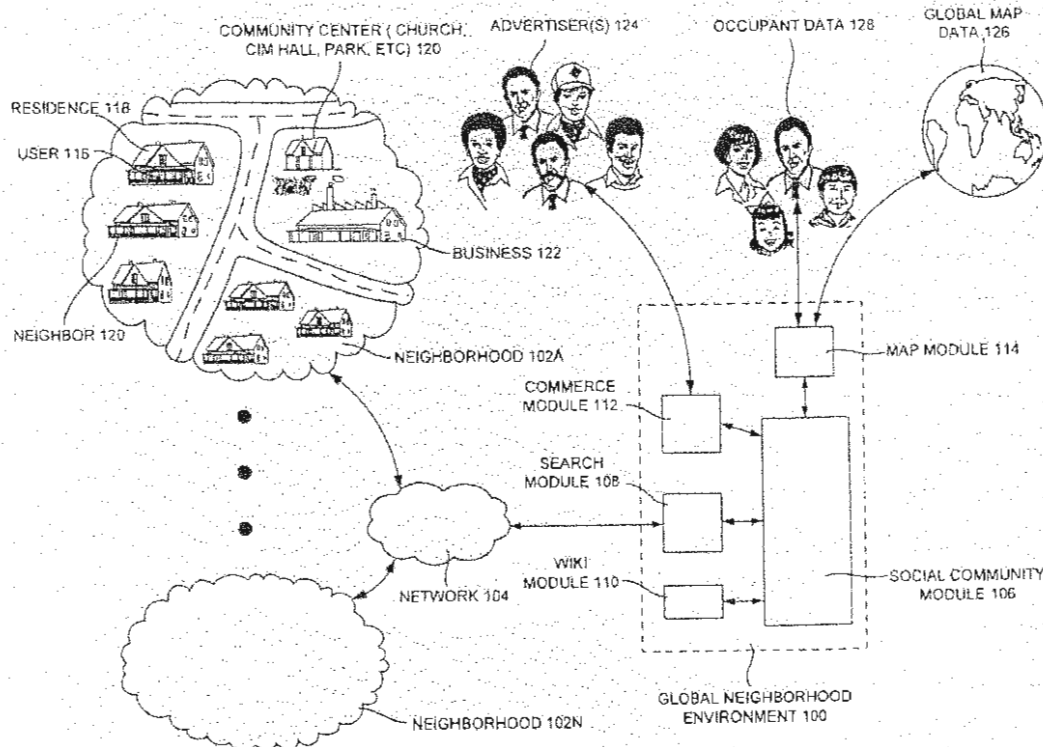 COMMUNITY CENTER ( CHURCH,
CIM HALL, PARK, ETC) 120
ADVERTISER(S) 124
OCCUPANT DATA 128
GLOBAL MAP
DATA 126
RESIDENCE 118
USER 116
BUSINESS 122
NEIGHBOR 120
NEIGHBORHOOD 102A
MAP MODULE 114
COMMERCE
MODULE 112
SEARCH
MODULE 108
WIKI
MODULE 110
NETWORK 104
SOCIAL COMMUNITY
MODULE 106
GLOBAL NEIGHBORHOOD
ENVIRONMENT 100
NEIGHBORHOOD 102N